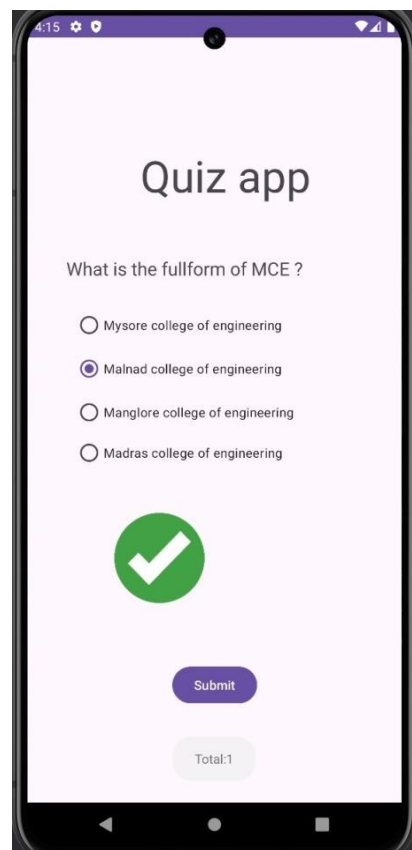 4:15
Quiz app
What is the fullform of MCE ?
Mysore college of engineering
Malnad college of engineering
Manglore college of engineering
Madras college of engineering
Submit
Total:1